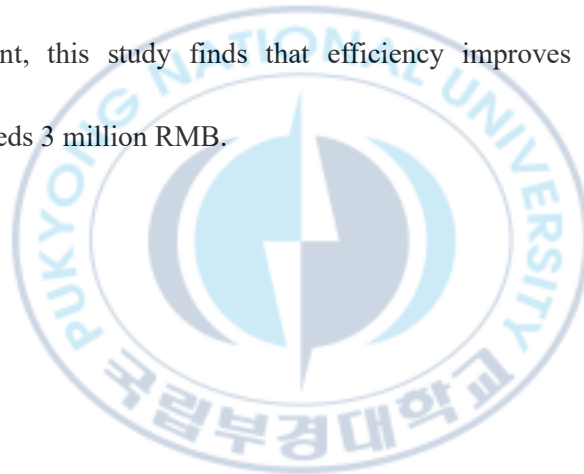 nt, this study finds that efficiency improves
eds 3 million RMB.
PUKYONG NATIONAL UNIVERSITY
국립부경대학교